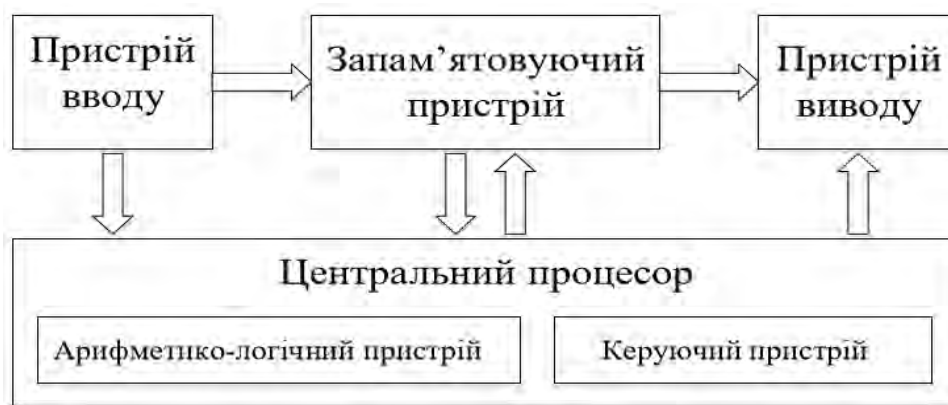 Пристрій
вводу
Запам’ятовуючий
пристрій
Пристрій
виводу
Центральний процесор
Арифметико-логічний пристрій
Керуючий пристрій